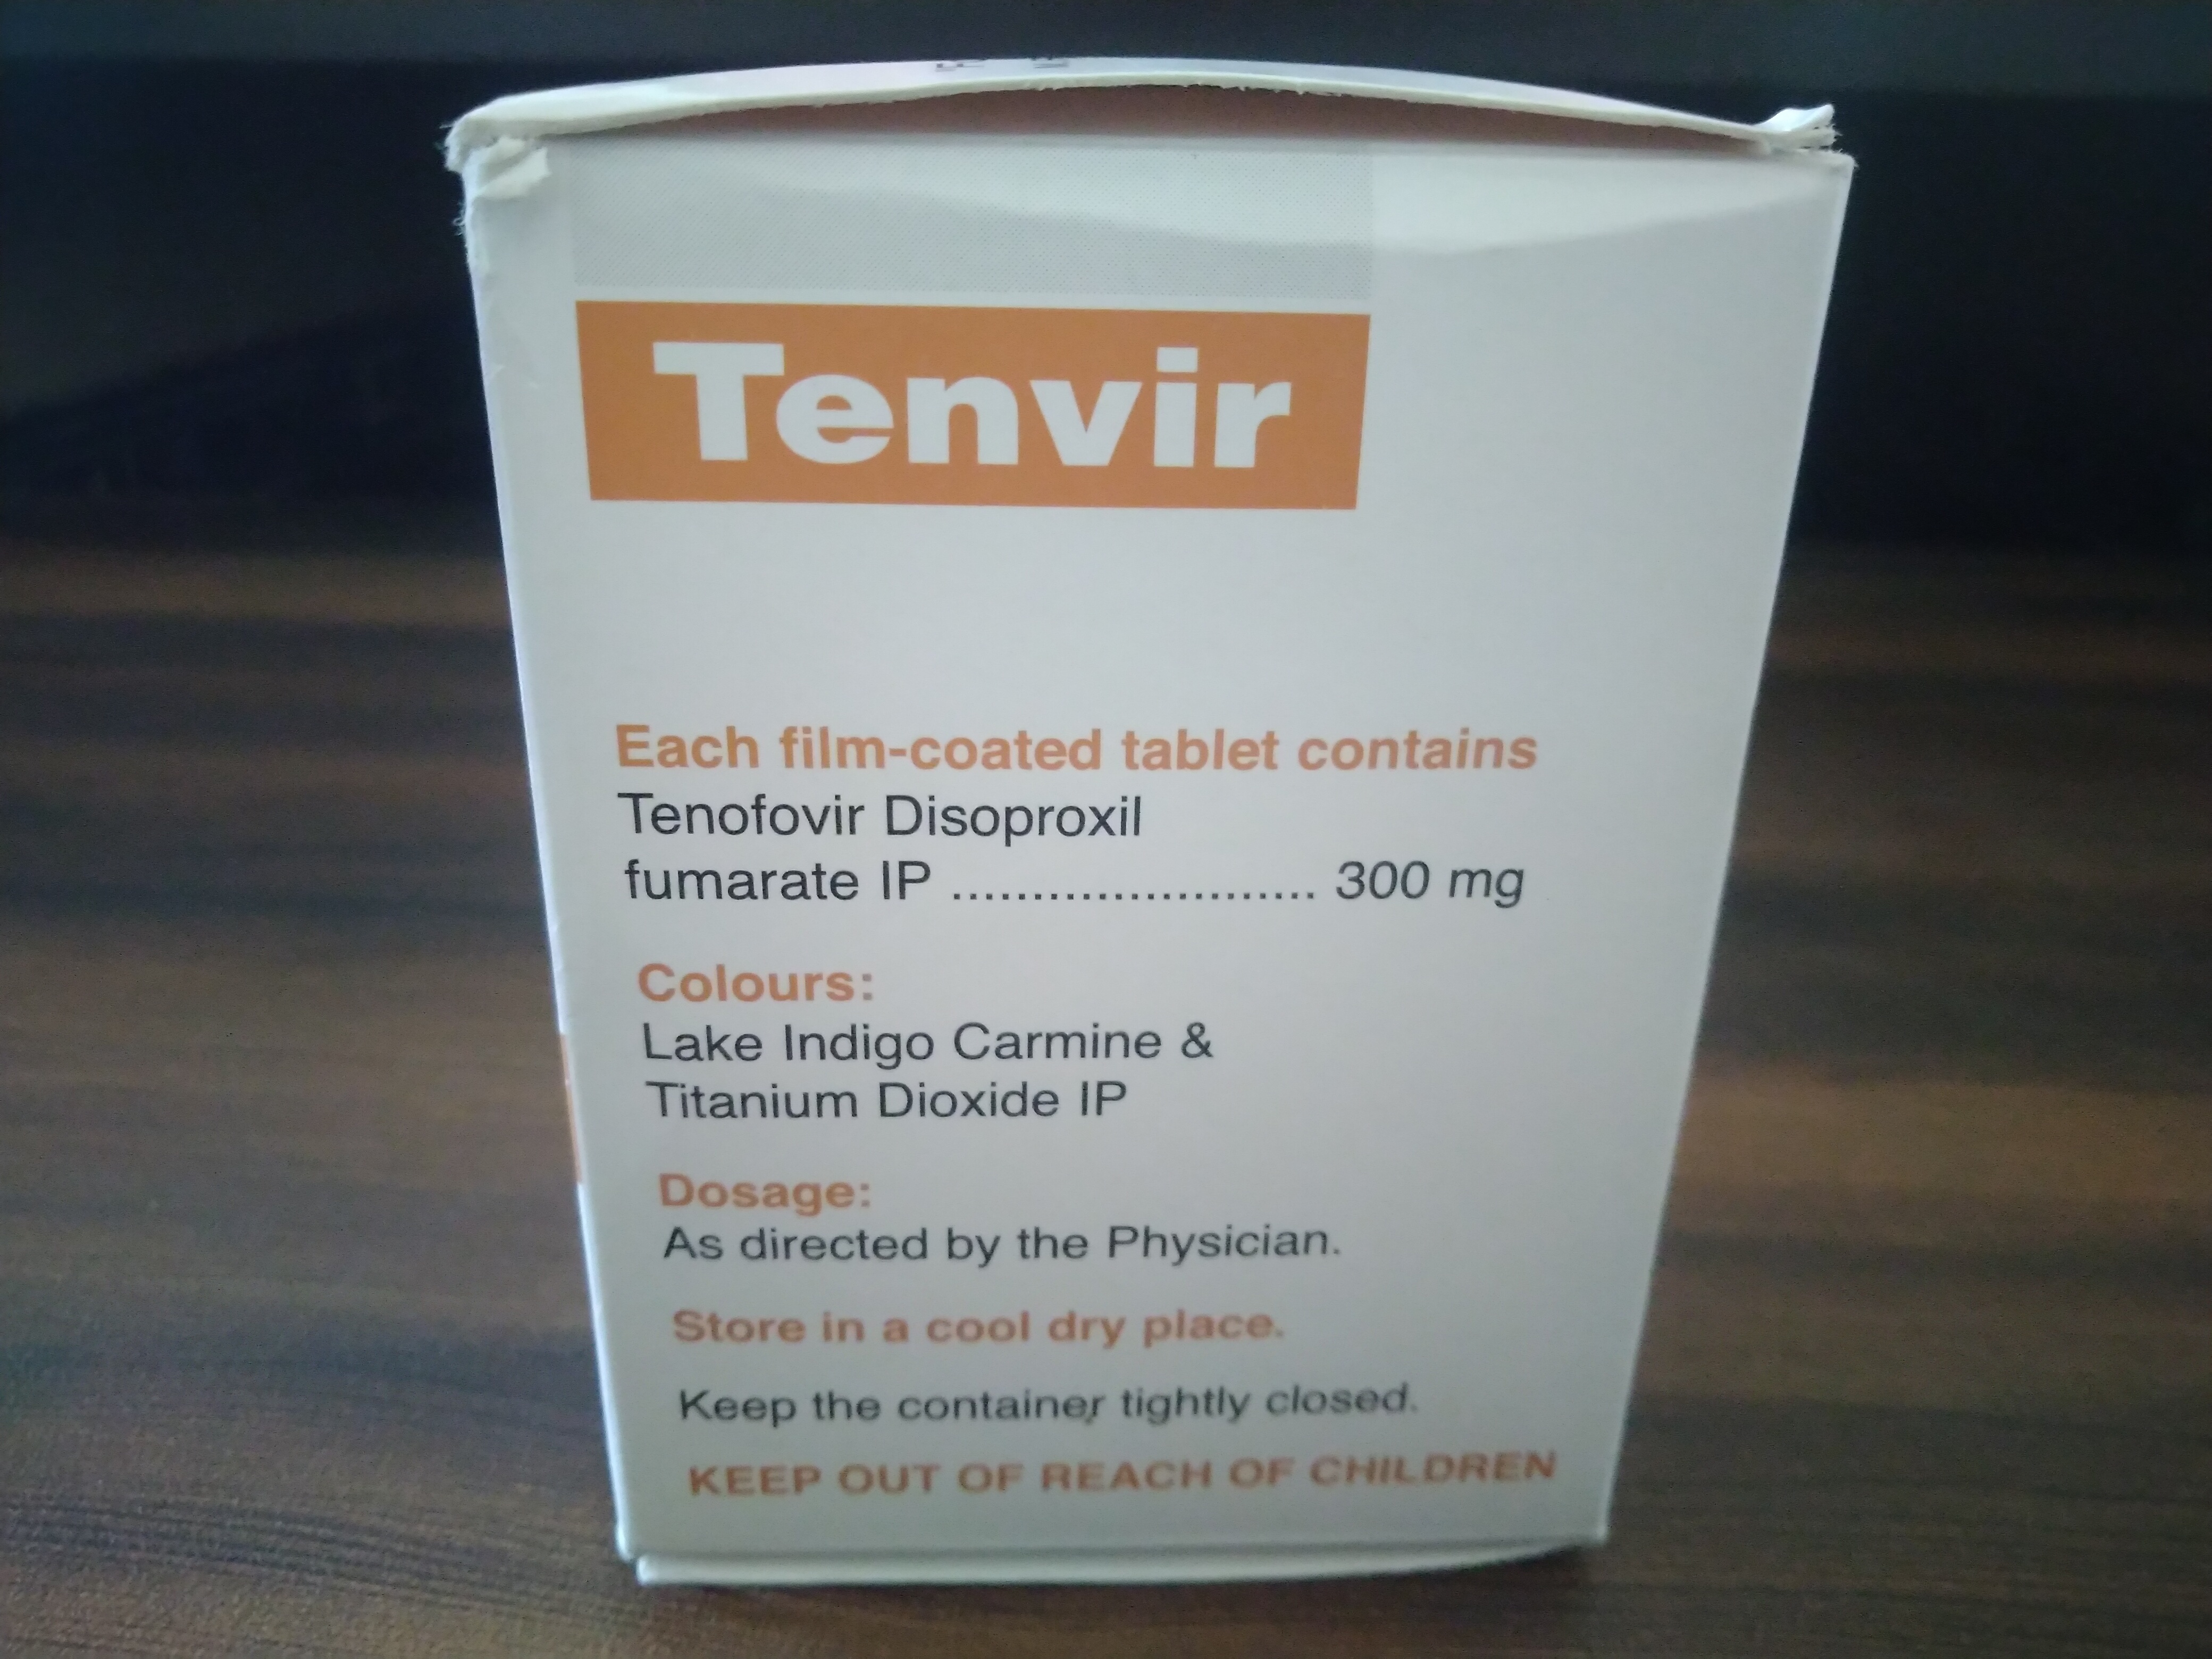 Tenvir
Each film-coated tablet contains
Tenofovir Disoproxil
fumarate IP ....................... 300 mg
Colours:
Lake Indigo Carmine &
Titanium Dioxide IP
Dosage:
As directed by the Physician.
Store in a cool dry place.
Keep the container tightly closed.
KEEP OUT OF REACH OF CHILDREN